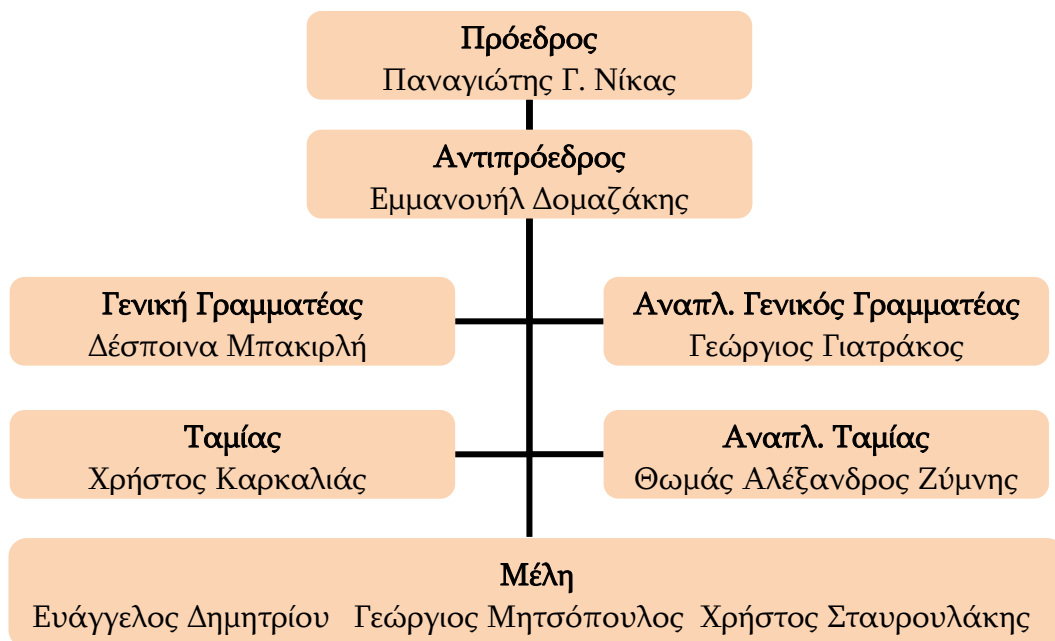 Πρόεδρος
Παναγιώτης Γ. Νίκας
Αντιπρόεδρος
Εμμανουήλ Δομαζάκης
Γενική Γραμματέας
Δέσποινα Μπακιρλή
Αναπλ. Γενικός Γραμματέας
Γεώργιος Γιατράκος
Ταμίας
Χρήστος Καρκαλιάς
Αναπλ. Ταμίας
Θωμάς Αλέξανδρος Ζύμνης
Μέλη
Ευάγγελος Δημητρίου Γεώργιος Μητσόπουλος Χρήστος Σταυρουλάκης